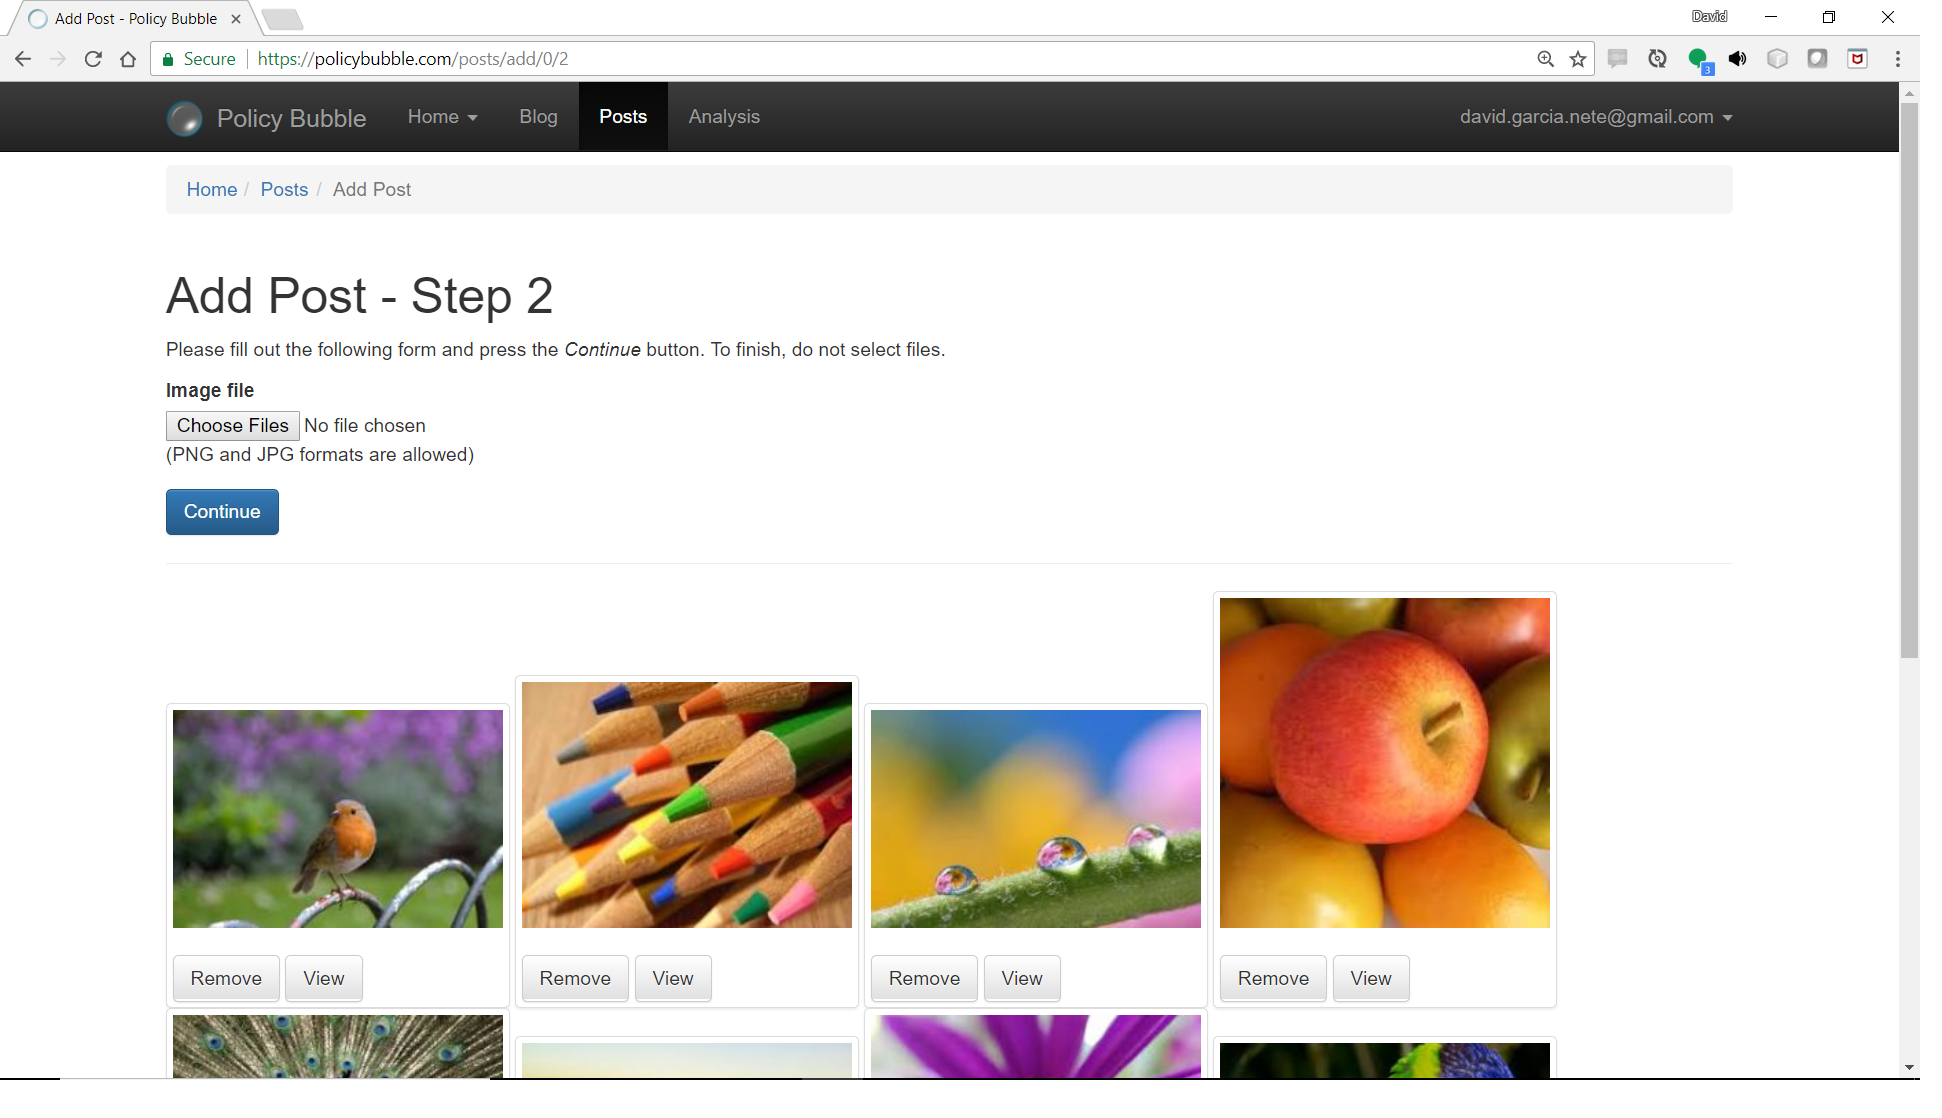 Add Post - Policy Bubble
David
Secure https://policybubble.com/posts/add/0/2
3
Policy Bubble Home Blog Posts Analysis david.garcia.nete@gmail.com
Home / Posts / Add Post
Add Post - Step 2
Please fill out the following form and press the Continue button. To finish, do not select files.
Image file
Choose Files No file chosen
(PNG and JPG formats are allowed)
Continue
Remove View Remove View Remove View Remove View